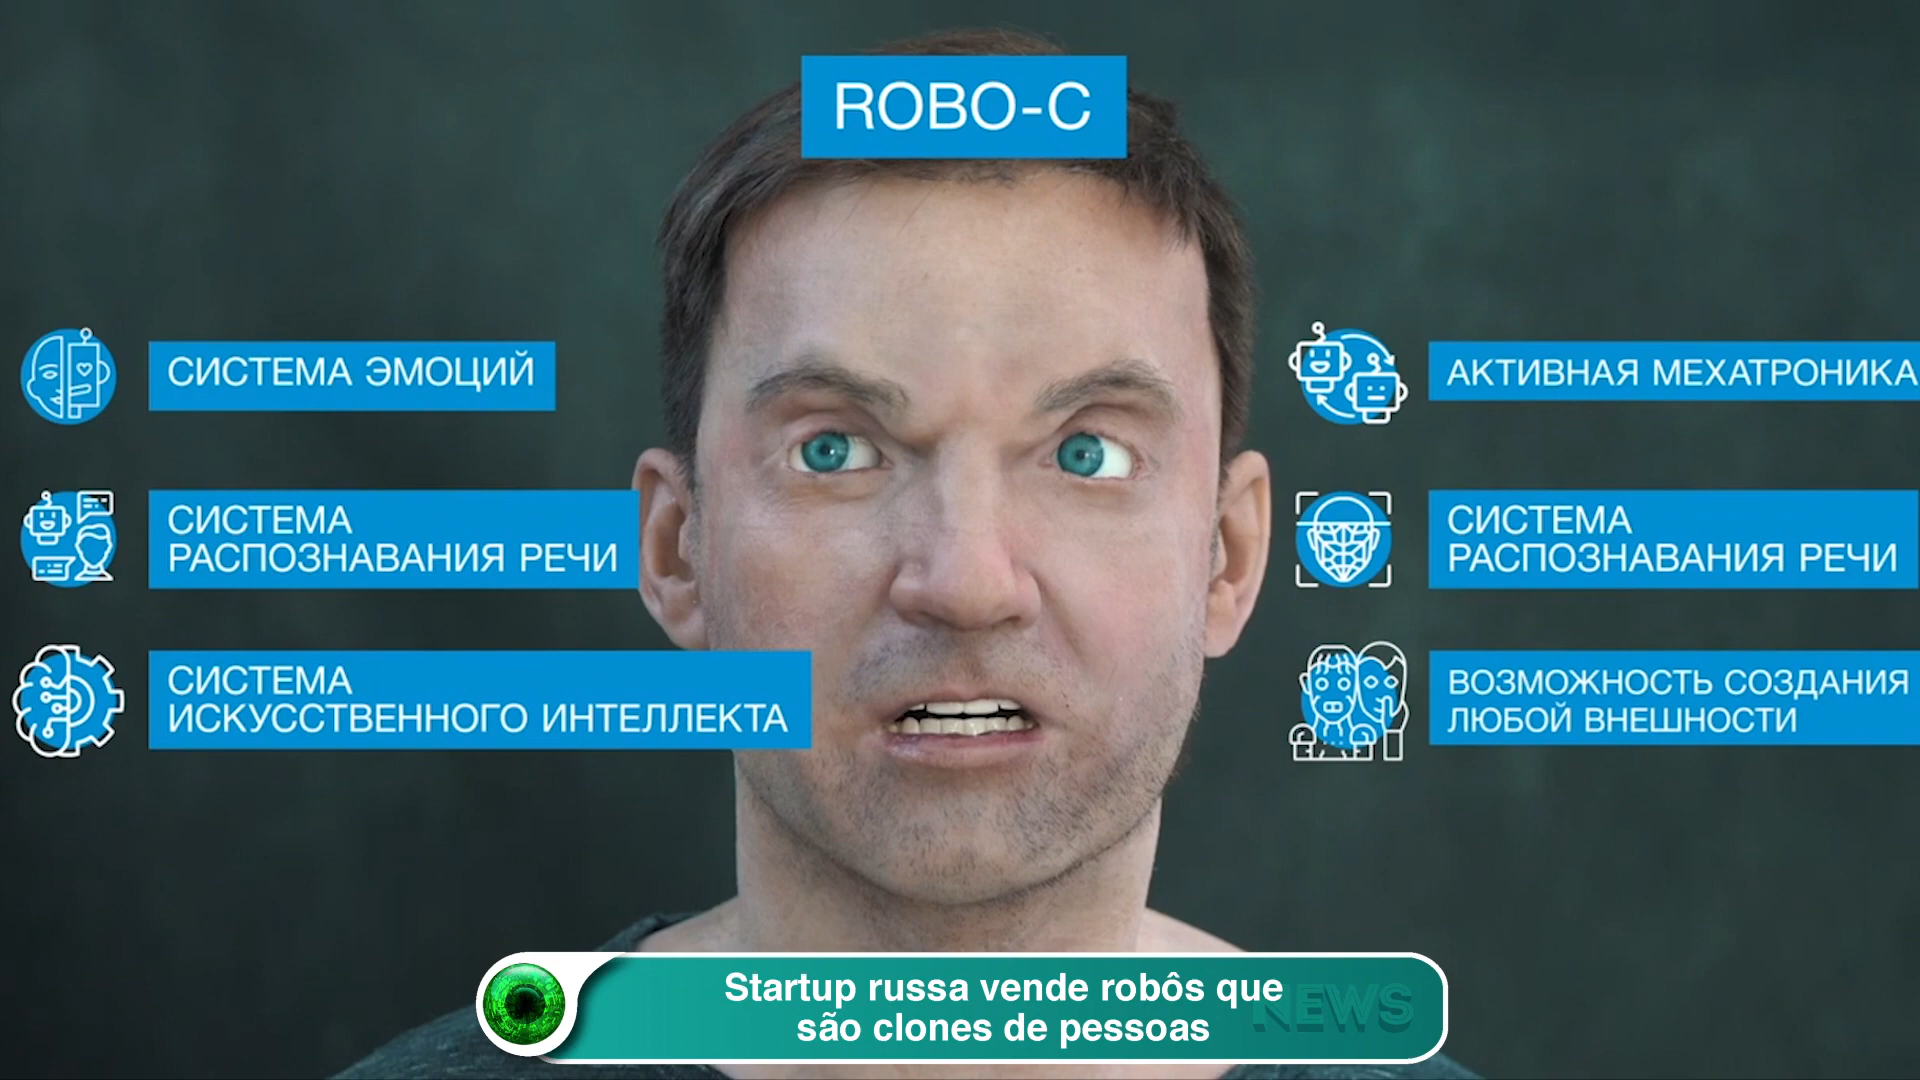 ROBO-C
СИСТЕМА ЭМОЦИЙ
СИСТЕМА
РАСПОЗНАВАНИЯ РЕЧИ
СИСТЕМА
ИСКУССТВЕННОГО ИНТЕЛЛЕКТА
АКТИВНАЯ МЕХАТРОНИКА
СИСТЕМА
РАСПОЗНАВАНИЯ РЕЧИ
ВОЗМОЖНОСТЬ СОЗДАНИЯ
ЛЮБОЙ ВНЕШНОСТИ
Startup russa vende robôs que
são clones de pessoas
NEWS